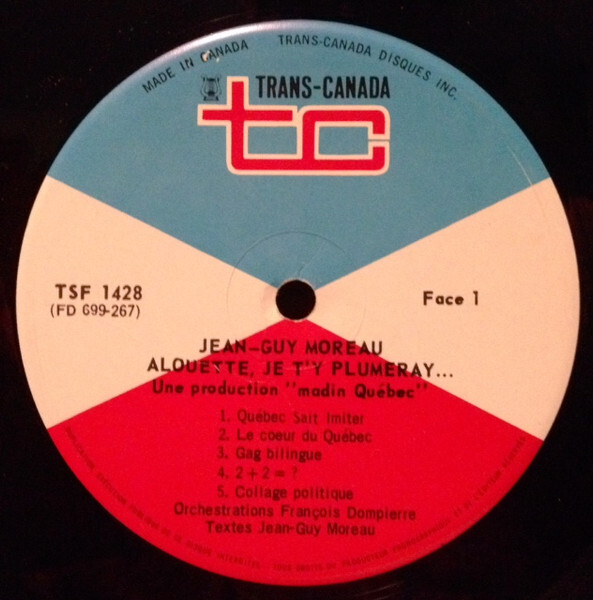 MADE IN CANADA TRANS-CANADA DISQUES INC.
TRANS-CANADA
tc
TSF 1428
(FD 699-267)
Face 1
JEAN-GUY MOREAU
ALOUETTE, JE T'Y PLUMERAY...
Une production "madin Québec"
1. Québec Sait Imiter
2. Le coeur du Québec
3. Gag bilingue
4. 2 + 2 = ?
5. Collage politique
Orchestrations François Dompierre
Textes Jean-Guy Moreau